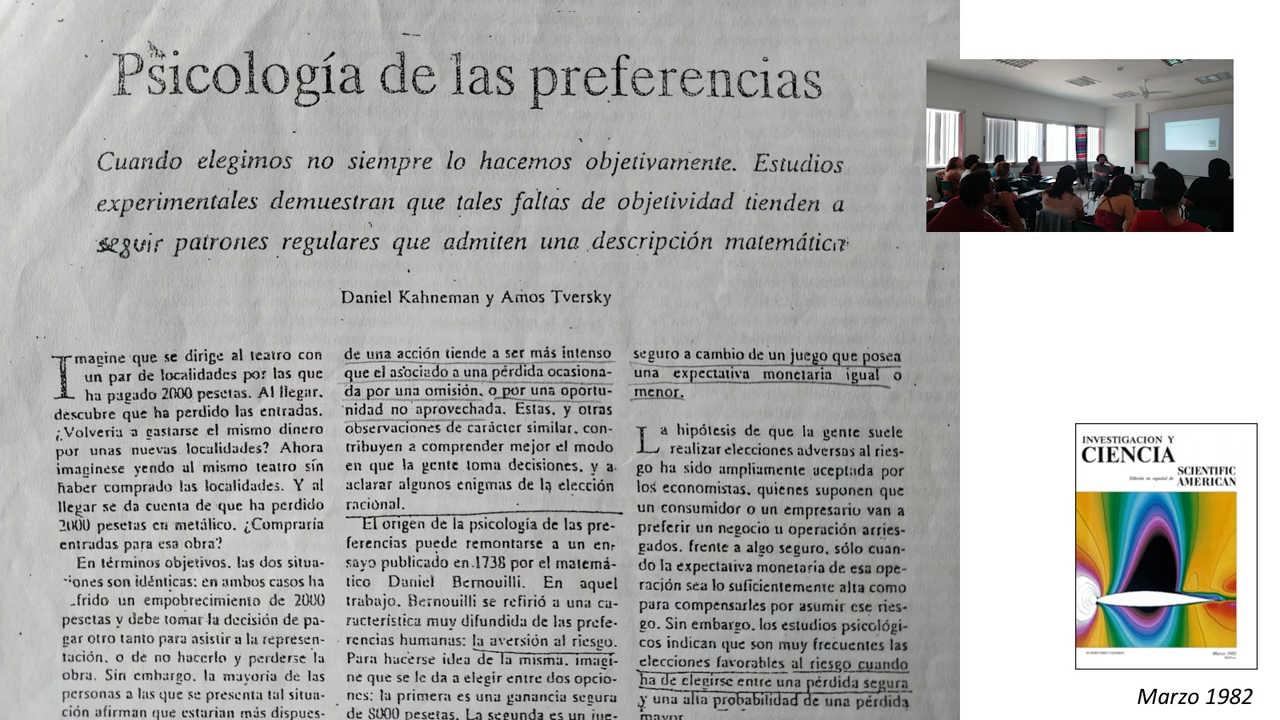 Psicología de las preferencias
Cuando elegimos no siempre lo hacemos objetivamente. Estudios
experimentales demuestran que tales faltas de objetividad tienden a
seguir patrones regulares que admiten una descripción matemática
Daniel Kahneman y Amos Tversky
Imagine que se dirige al teatro con
un par de localidades por las que
ha pagado 2000 pesetas. Al llegar,
descubre que ha perdido las entradas.
¿Volvería a gastarse el mismo dinero
por unas nuevas localidades? Ahora
imagínese yendo al mismo teatro sin
haber comprado las localidades. Y al
llegar se da cuenta de que ha perdido
2000 pesetas en metálico. ¿Compraría
entradas para esa obra?
En términos objetivos, las dos situa-
ciones son idénticas: en ambos casos ha
frido un empobrecimiento de 2000
pesetas y debe tomar la decisión de pa-
gar otro tanto para asistir a la represen-
tación, o de no hacerlo y perderse la
obra. Sin embargo, la mayoría de las
personas a las que se presenta tal situa-
ción afirman que estarían más dispues-
de una acción tiende a ser más intenso
que el asociado a una pérdida ocasiona-
da por una omisión, o por una oportu-
nidad no aprovechada. Estas, y otras
observaciones de carácter similar, con-
tribuyen a comprender mejor el modo
en que la gente toma decisiones, y a
aclarar algunos enigmas de la elección
racional.
El origen de la psicología de las pre-
ferencias puede remontarse a un en-
sayo publicado en 1738 por el matemá-
tico Daniel Bernouilli. En aquel
trabajo, Bernouilli se refirió a una ca-
racterística muy difundida de las prefe-
rencias humanas: la aversión al riesgo.
Para hacerse idea de la misma, imagí-
ne que se le da a elegir entre dos opcio-
nes: la primera es una ganancia segura
de 8000 pesetas. La segunda es un jue-
seguro a cambio de un juego que posea
una expectativa monetaria igual o
menor.
La hipótesis de que la gente suele
realizar elecciones adversas al ries-
go ha sido ampliamente aceptada por
los economistas, quienes suponen que
un consumidor o un empresario van a
preferir un negocio u operación arries-
gados, frente a algo seguro, sólo cuan-
do la expectativa monetaria de esa ope-
ración sea lo suficientemente alta como
para compensarles por asumir ese ries-
go. Sin embargo, los estudios psicológi-
cos indican que son muy frecuentes las
elecciones favorables al riesgo cuando
ha de elegirse entre una pérdida segura
y una alta probabilidad de una pérdida
mayor
INVESTIGACION Y
CIENCIA
Edición en español de
SCIENTIFIC
AMERICAN
Marzo 1982
Marzo 1982